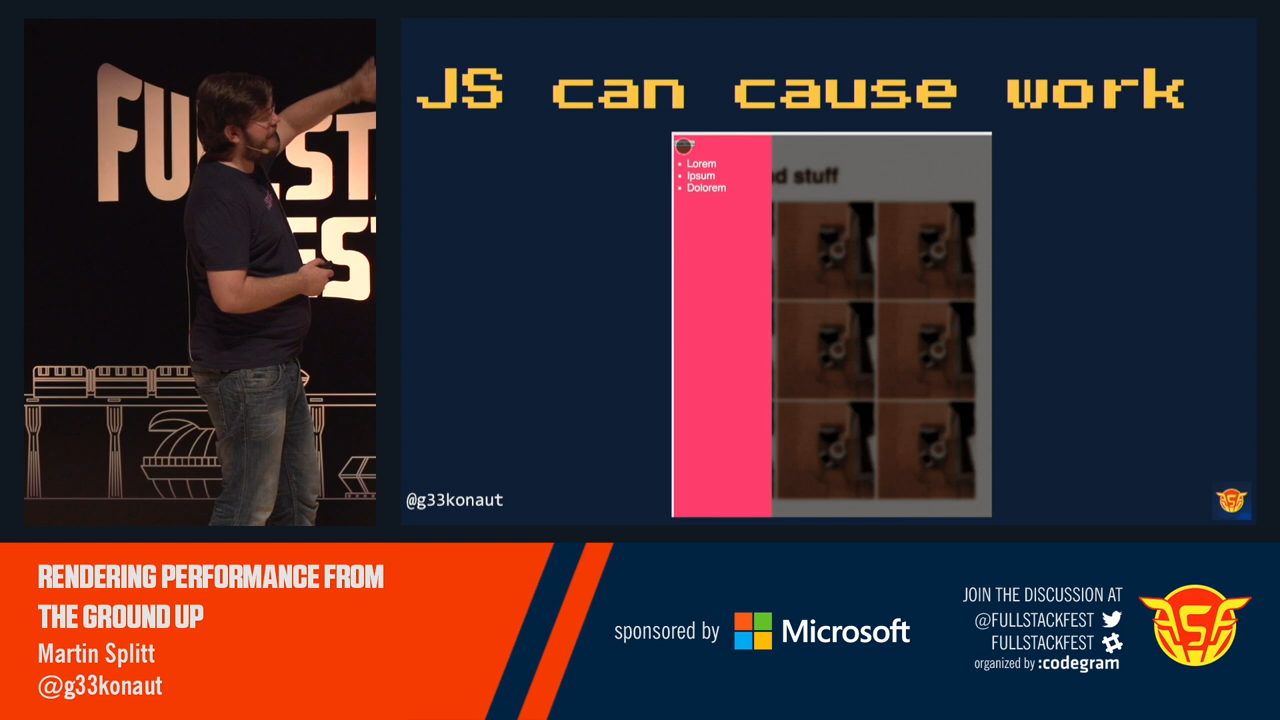 JS can cause work
Lorem
Ipsum
Dolorem
d stuff
@g33konaut
RENDERING PERFORMANCE FROM
THE GROUND UP
Martin Splitt
@g33konaut
sponsored by Microsoft
JOIN THE DISCUSSION AT
@FULLSTACKFEST
FULLSTACKFEST
organized by :codegram